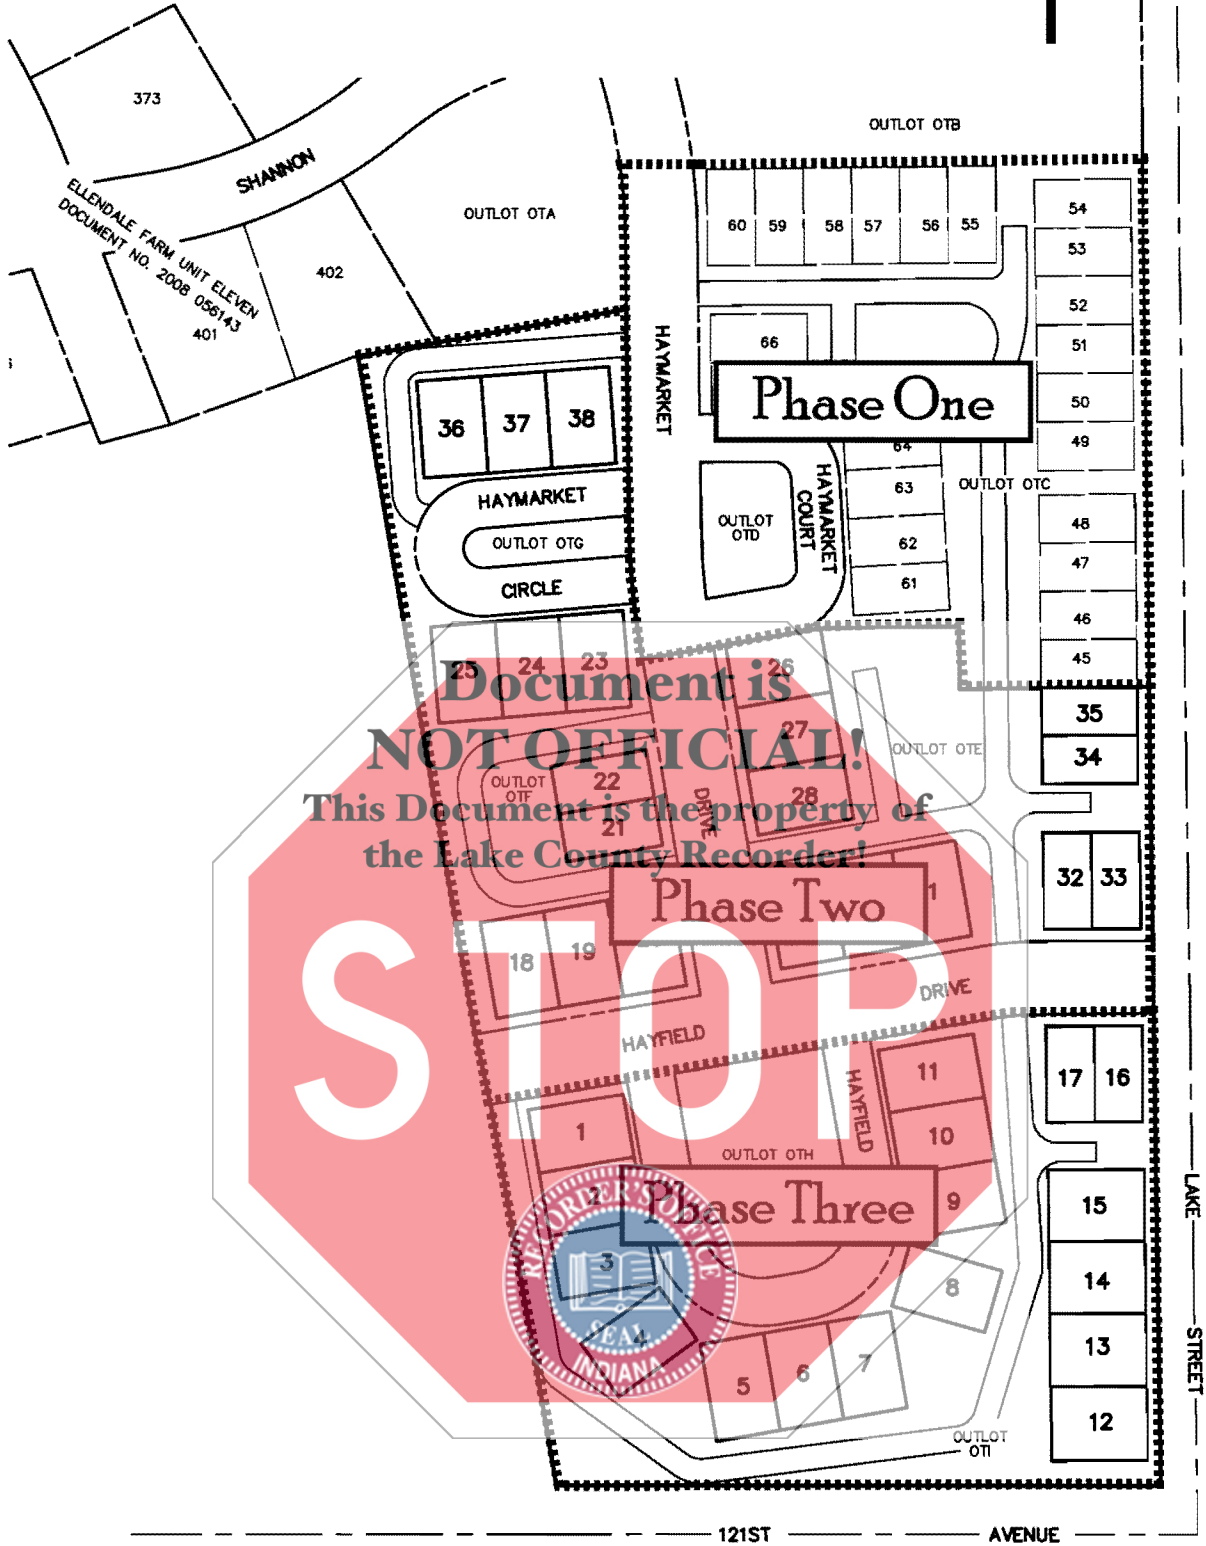 373
SHANNON
OUTLOT OTB
ELLENDALE FARM UNIT ELEVEN
DOCUMENT NO. 2008 056143
OUTLOT OTA
402
401
60
59
58
57
56
55
54
53
52
51
50
49
66
HAYMARKET
Phase One
64
63
62
61
OUTLOT OTC
OUTLOT
OTD
HAYMARKET
COURT
48
47
46
45
36
37
38
HAYMARKET
OUTLOT OTG
CIRCLE
25
24
23
26
27
28
35
34
Document is
NOT OFFICIAL!
This Document is the property of
the Lake County Recorder!
OUTLOT OTE
OUTLOT
OTF
22
21
DRIVE
32
33
Phase Two
1
18
19
STOP
DRIVE
HAYFIELD
17
16
11
10
9
8
HAYFIELD
OUTLOT OTH
1
2
3
4
5
6
7
Phase Three
RECORDER'S OFFICE
SEAL
INDIANA
15
14
13
12
OUTLOT
OTI
LAKE
STREET
121ST
AVENUE